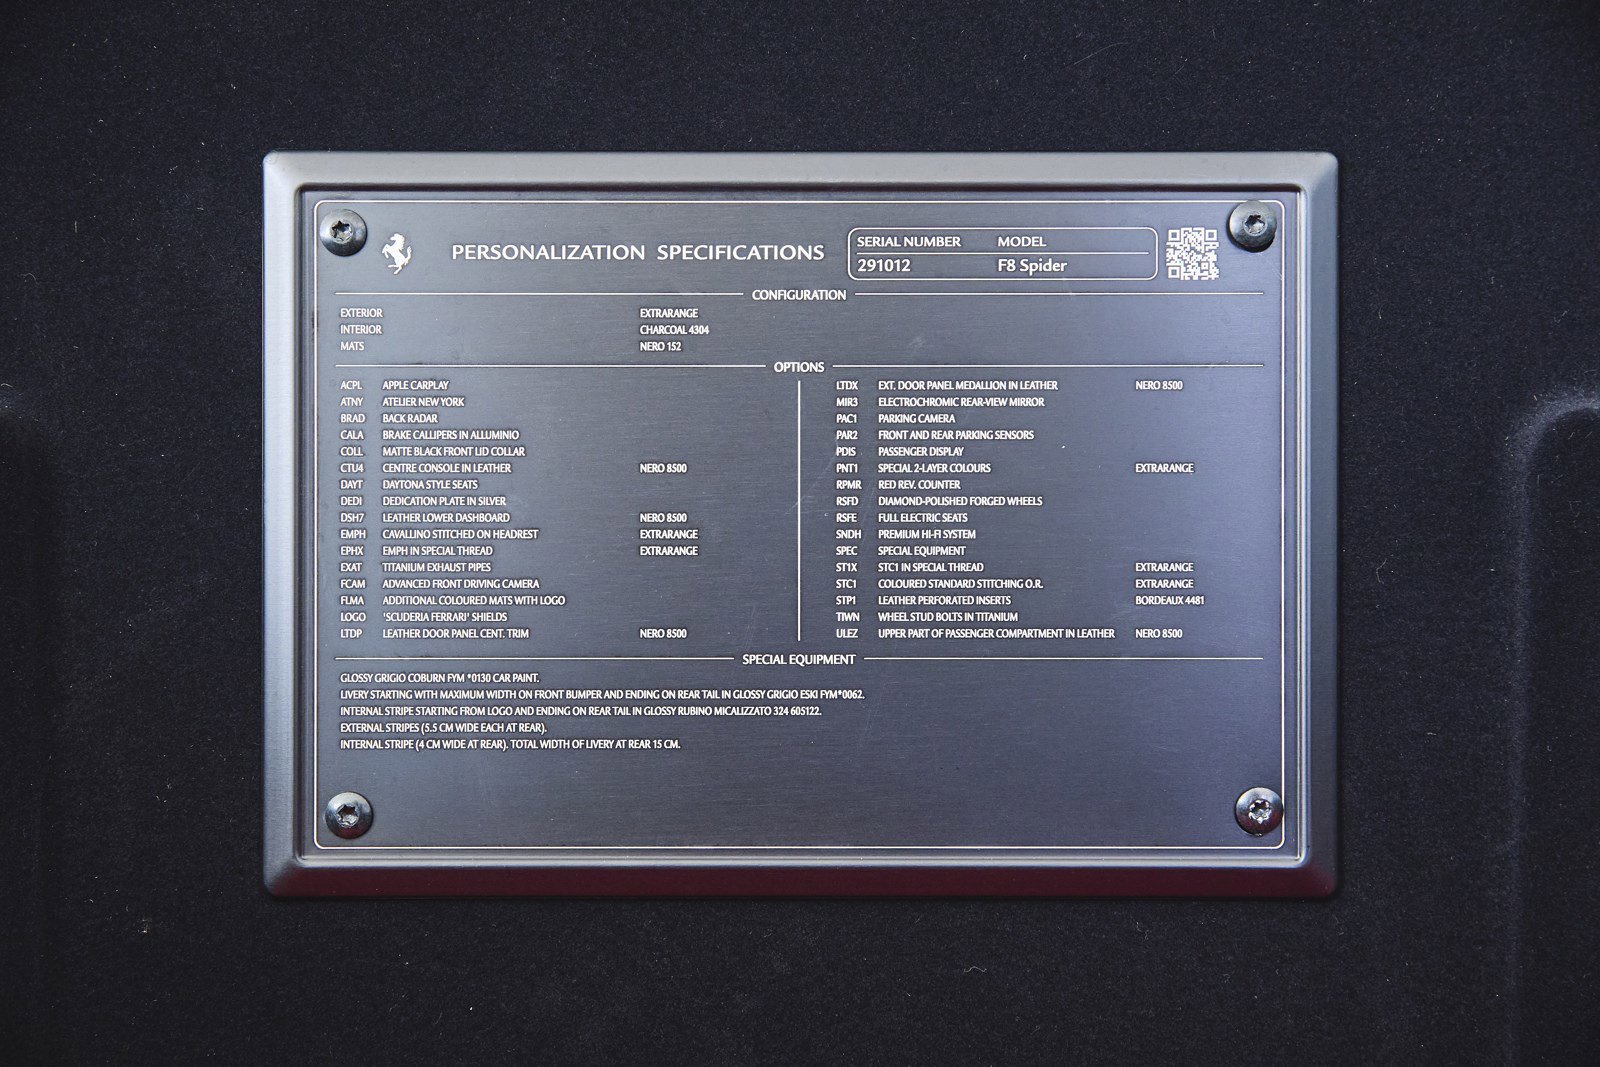 PERSONALIZATION SPECIFICATIONS
SERIAL NUMBER MODEL
291012 F8 Spider
CONFIGURATION
EXTERIOR EXTRARANGE
INTERIOR CHARCOAL 4304
MATS NERO 152
OPTIONS
ACPL APPLE CARPLAY
ATNY ATELIER NEW YORK
BRAD BACK RADAR
CALA BRAKE CALLIPERS IN ALLUMINIO
COLL MATTE BLACK FRONT LID COLLAR
CTU4 CENTRE CONSOLE IN LEATHER NERO 8500
DAYT DAYTONA STYLE SEATS
DEDI DEDICATION PLATE IN SILVER
DSH7 LEATHER LOWER DASHBOARD NERO 8500
EMPH CAVALLINO STITCHED ON HEADREST EXTRARANGE
EPHX EMPH IN SPECIAL THREAD EXTRARANGE
EXAT TITANIUM EXHAUST PIPES
FCAM ADVANCED FRONT DRIVING CAMERA
FLMA ADDITIONAL COLOURED MATS WITH LOGO
LOGO 'SCUDERIA FERRARI' SHIELDS
LTDP LEATHER DOOR PANEL CENT. TRIM NERO 8500
LTDX EXT. DOOR PANEL MEDALLION IN LEATHER NERO 8500
MIR3 ELECTROCHROMIC REAR-VIEW MIRROR
PAC1 PARKING CAMERA
PAR2 FRONT AND REAR PARKING SENSORS
PDIS PASSENGER DISPLAY
PNT1 SPECIAL 2-LAYER COLOURS EXTRARANGE
RPMR RED REV. COUNTER
RSFD DIAMOND-POLISHED FORGED WHEELS
RSFE FULL ELECTRIC SEATS
SNDH PREMIUM HI-FI SYSTEM
SPEC SPECIAL EQUIPMENT
ST1X STC1 IN SPECIAL THREAD EXTRARANGE
STC1 COLOURED STANDARD STITCHING O.R. EXTRARANGE
STP1 LEATHER PERFORATED INSERTS BORDEAUX 4481
TIWN WHEEL STUD BOLTS IN TITANIUM
ULEZ UPPER PART OF PASSENGER COMPARTMENT IN LEATHER NERO 8500
SPECIAL EQUIPMENT
GLOSSY GRIGIO COBURN FYM *0130 CAR PAINT.
LIVERY STARTING WITH MAXIMUM WIDTH ON FRONT BUMPER AND ENDING ON REAR TAIL IN GLOSSY GRIGIO ESKI FYM*0062.
INTERNAL STRIPE STARTING FROM LOGO AND ENDING ON REAR TAIL IN GLOSSY RUBINO MICALIZZATO 324 605122.
EXTERNAL STRIPES (5.5 CM WIDE EACH AT REAR).
INTERNAL STRIPE (4 CM WIDE AT REAR). TOTAL WIDTH OF LIVERY AT REAR 15 CM.